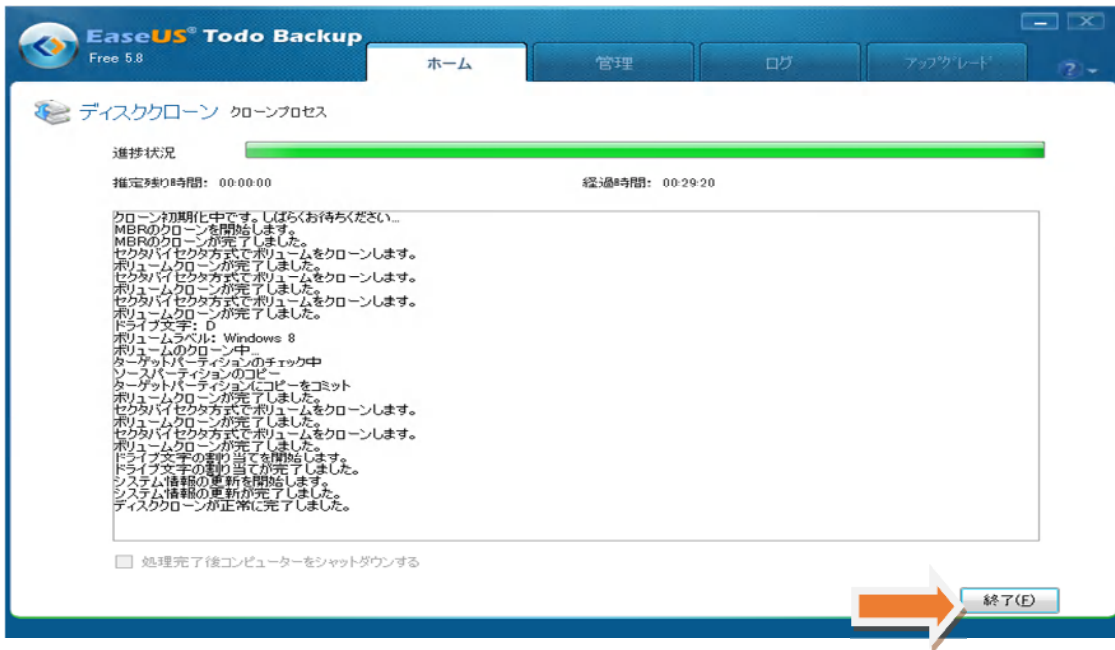 EaseUS® Todo Backup
Free 5.8
ホーム
管理
ログ
アップグレード
?
ディスククローン クローンプロセス
進捗状況
推定残り時間: 00:00:00 経過時間: 00:29:20
クローン初期化中です。しばらくお待ちください...
MBRのクローンを開始します。
MBRのクローンが完了しました。
セクタバイセクタ方式でボリュームをクローンします。
ボリュームクローンが完了しました。
セクタバイセクタ方式でボリュームをクローンします。
ボリュームクローンが完了しました。
セクタバイセクタ方式でボリュームをクローンします。
ボリュームクローンが完了しました。
ドライブ文字: D
ボリュームラベル: Windows 8
ボリュームのクローン中...
ターゲットパーティションのチェック中
ソースパーティションのコピー
ターゲットパーティションにコピーをコミット
ボリュームクローンが完了しました。
セクタバイセクタ方式でボリュームをクローンします。
ボリュームクローンが完了しました。
セクタバイセクタ方式でボリュームをクローンします。
ボリュームクローンが完了しました。
ドライブ文字の割り当てを開始します。
ドライブ文字の割り当てが完了しました。
システム情報の更新を開始します。
システム情報の更新が完了しました。
ディスククローンが正常に完了しました。
処理完了後コンピューターをシャットダウンする
終了(F)